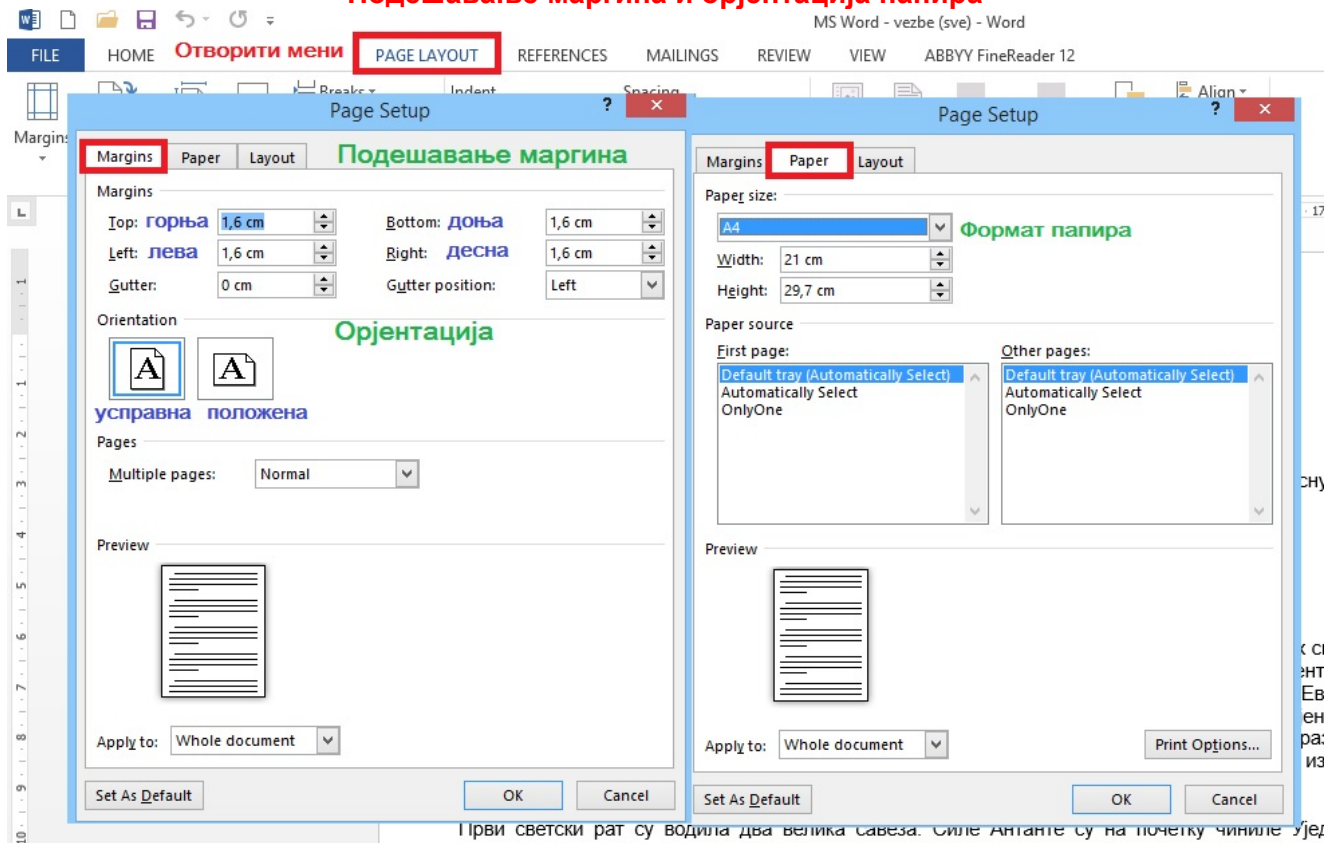 Подешавање маргина и орјентација папира
MS Word - vezbe (sve) - Word
FILE HOME Отворити мени PAGE LAYOUT REFERENCES MAILINGS REVIEW VIEW ABBYY FineReader 12
Breaks Indent Spacing Align
Margins
Page Setup ?
Margins Paper Layout Подешавање маргина
Margins
Top: горња 1,6 cm Bottom: доња 1,6 cm
Left: лева 1,6 cm Right: десна 1,6 cm
Gutter: 0 cm Gutter position: Left
Orientation
Орјентација
усправна положена
Pages
Multiple pages: Normal
Preview
Apply to: Whole document
Set As Default OK Cancel
Page Setup ?
Margins Paper Layout
Paper size:
A4 Формат папира
Width: 21 cm
Height: 29,7 cm
Paper source
First page: Other pages:
Default tray (Automatically Select) Default tray (Automatically Select)
Automatically Select Automatically Select
OnlyOne OnlyOne
Preview
Apply to: Whole document Print Options...
Set As Default OK Cancel
Први светски рат су водила два велика савеза. Силе Антанте су на почетку чиниле Ујед